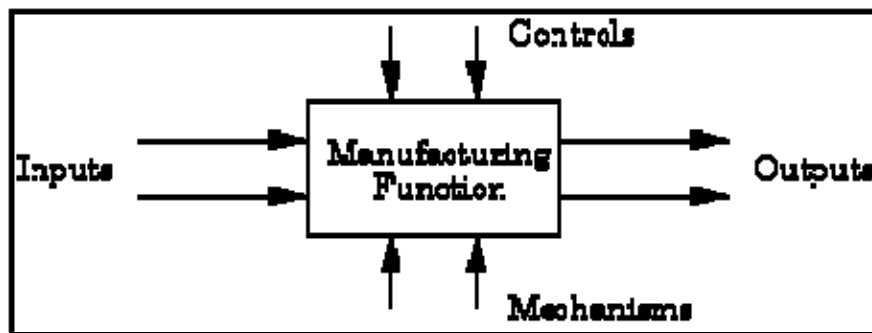 Controls
Inputs
Manufacturing
Function
Outputs
Mechanisms